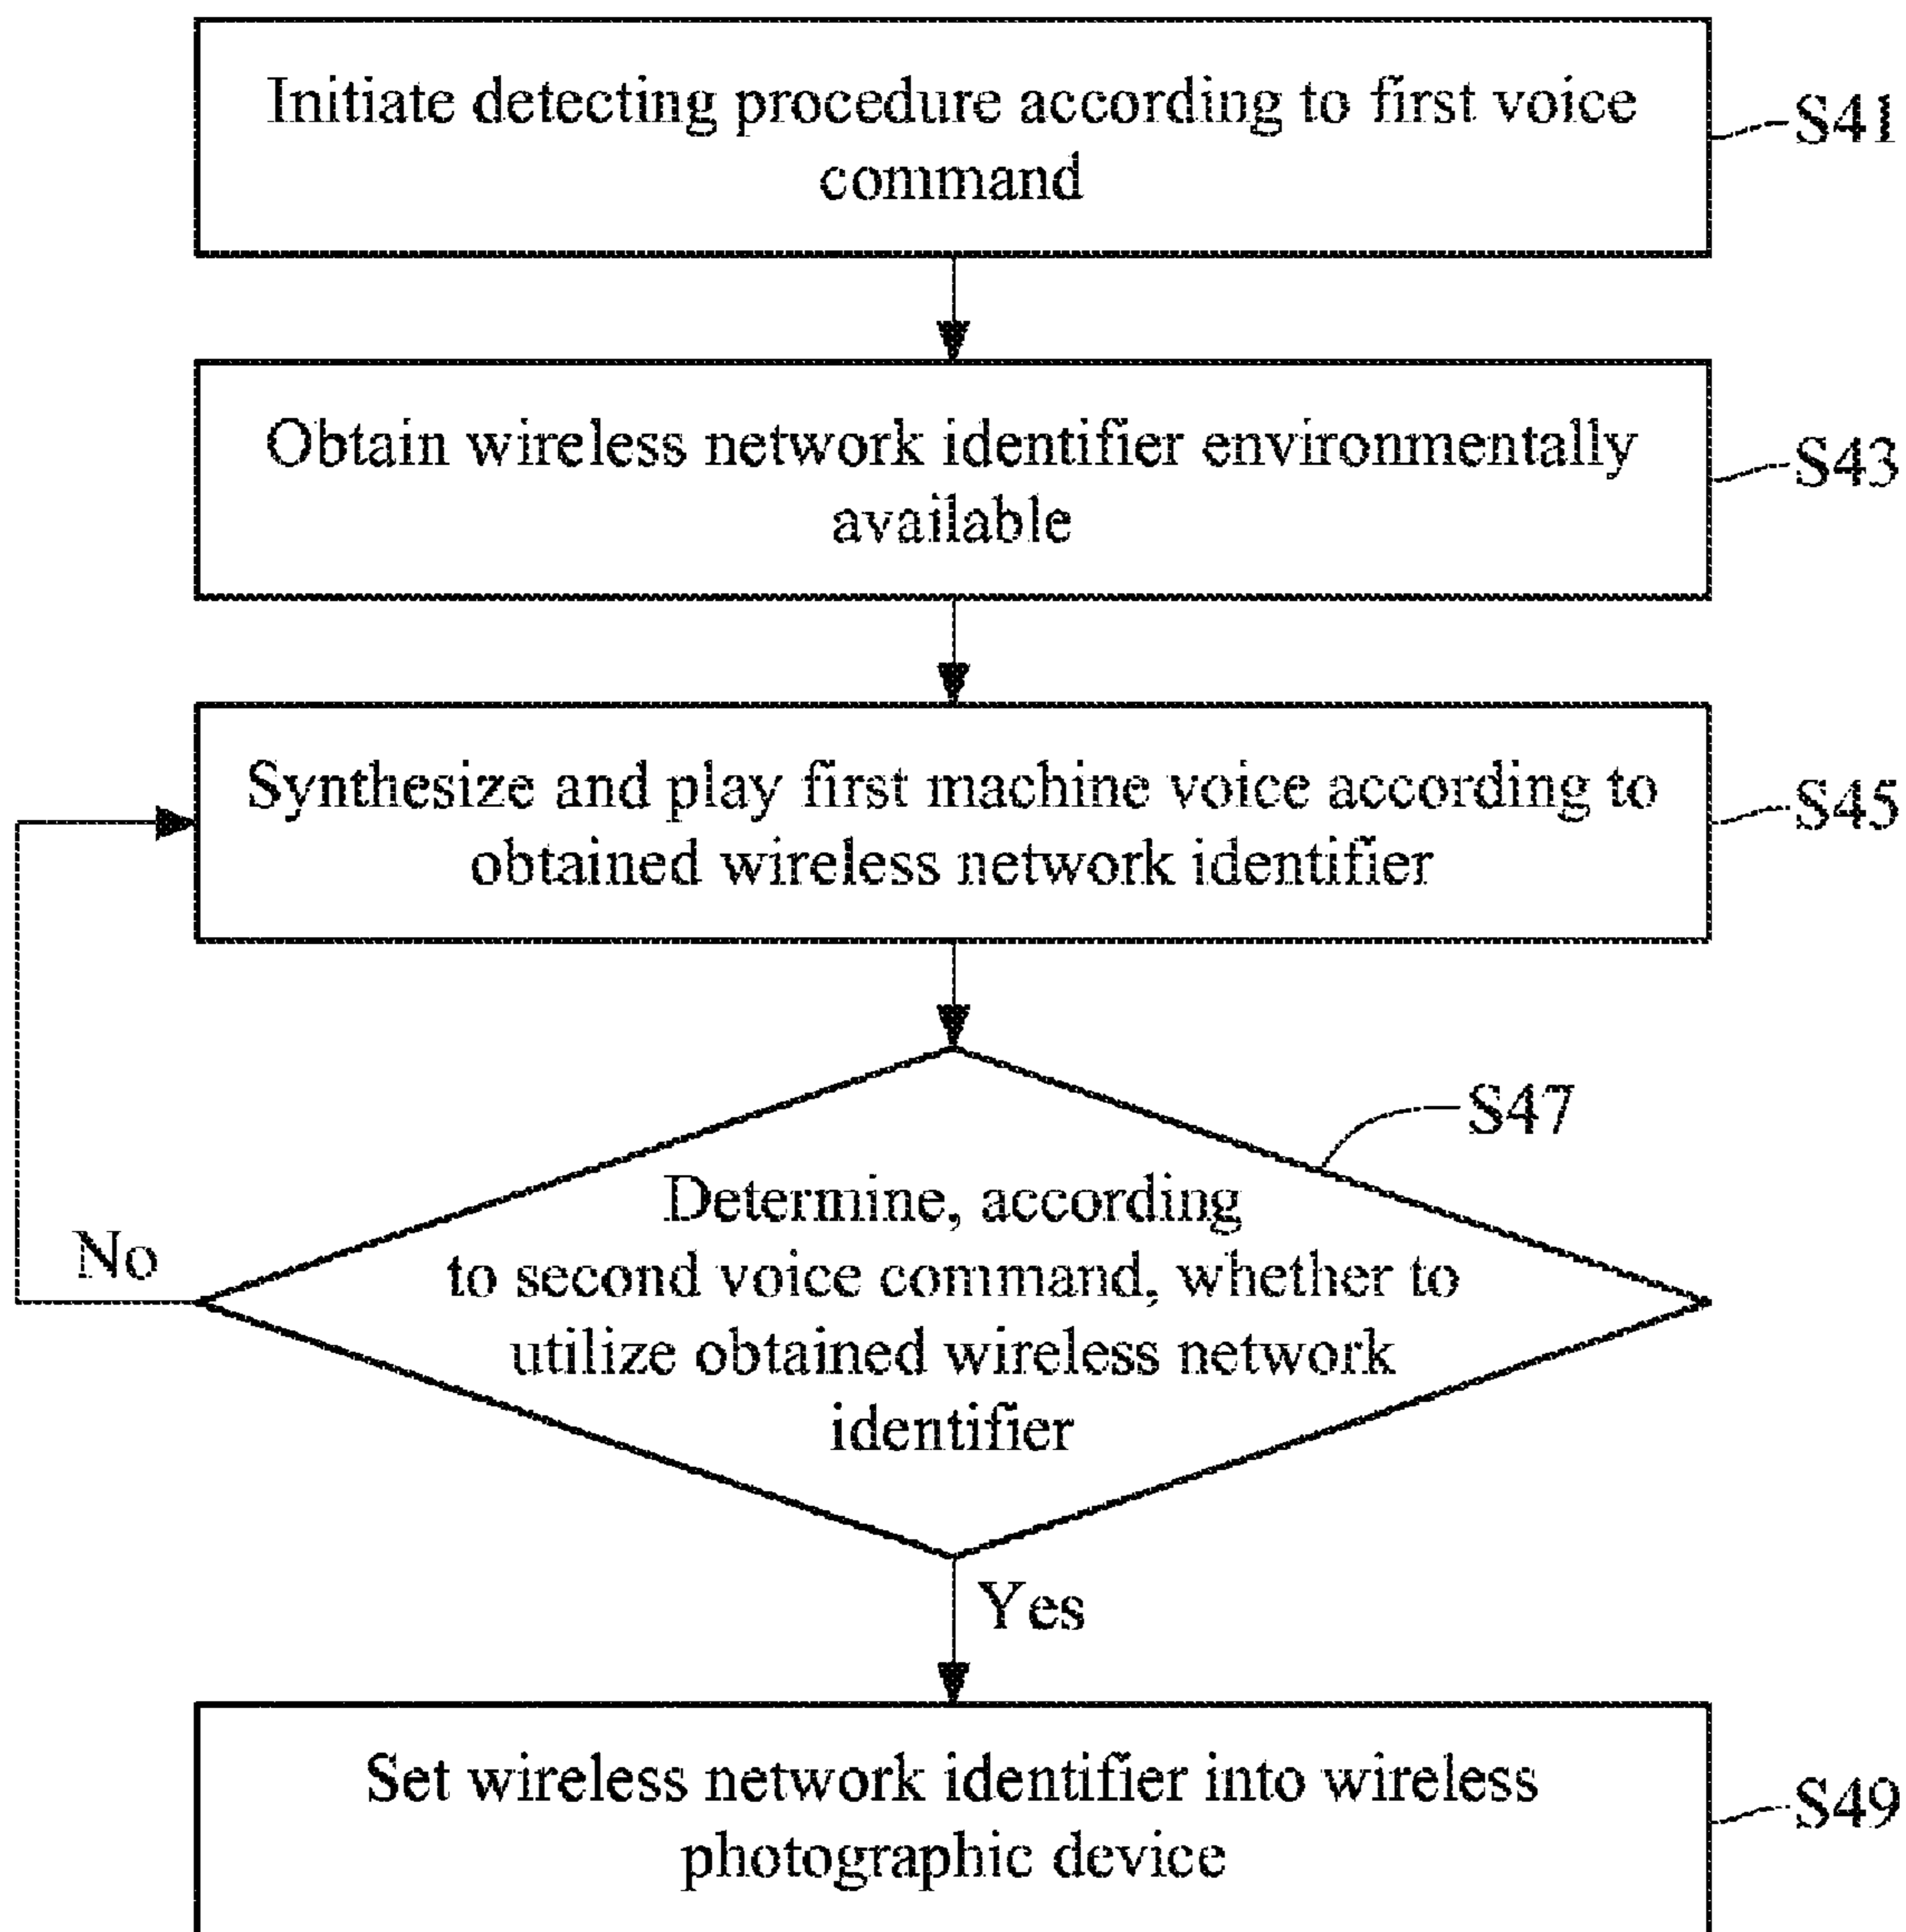 Initiate detecting procedure according to first voice
command
S41
Obtain wireless network identifier environmentally
available
S43
Synthesize and play first machine voice according to
obtained wireless network identifier
S45
S47
Determine, according
to second voice command, whether to
utilize obtained wireless network
identifier
No
Yes
Set wireless network identifier into wireless
photographic device
S49